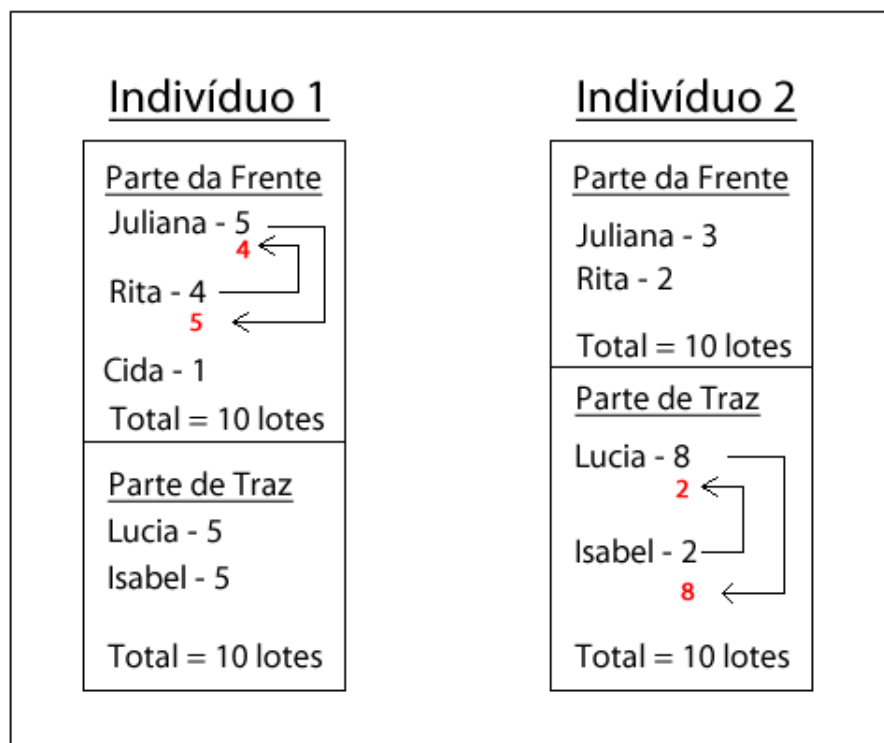 Indivíduo 1
Parte da Frente
Juliana - 5
4
Rita - 4
5
Cida - 1
Total = 10 lotes
Parte de Traz
Lucia - 5
Isabel - 5
Total = 10 lotes
Indivíduo 2
Parte da Frente
Juliana - 3
Rita - 2
Total = 10 lotes
Parte de Traz
Lucia - 8
2
Isabel - 2
8
Total = 10 lotes